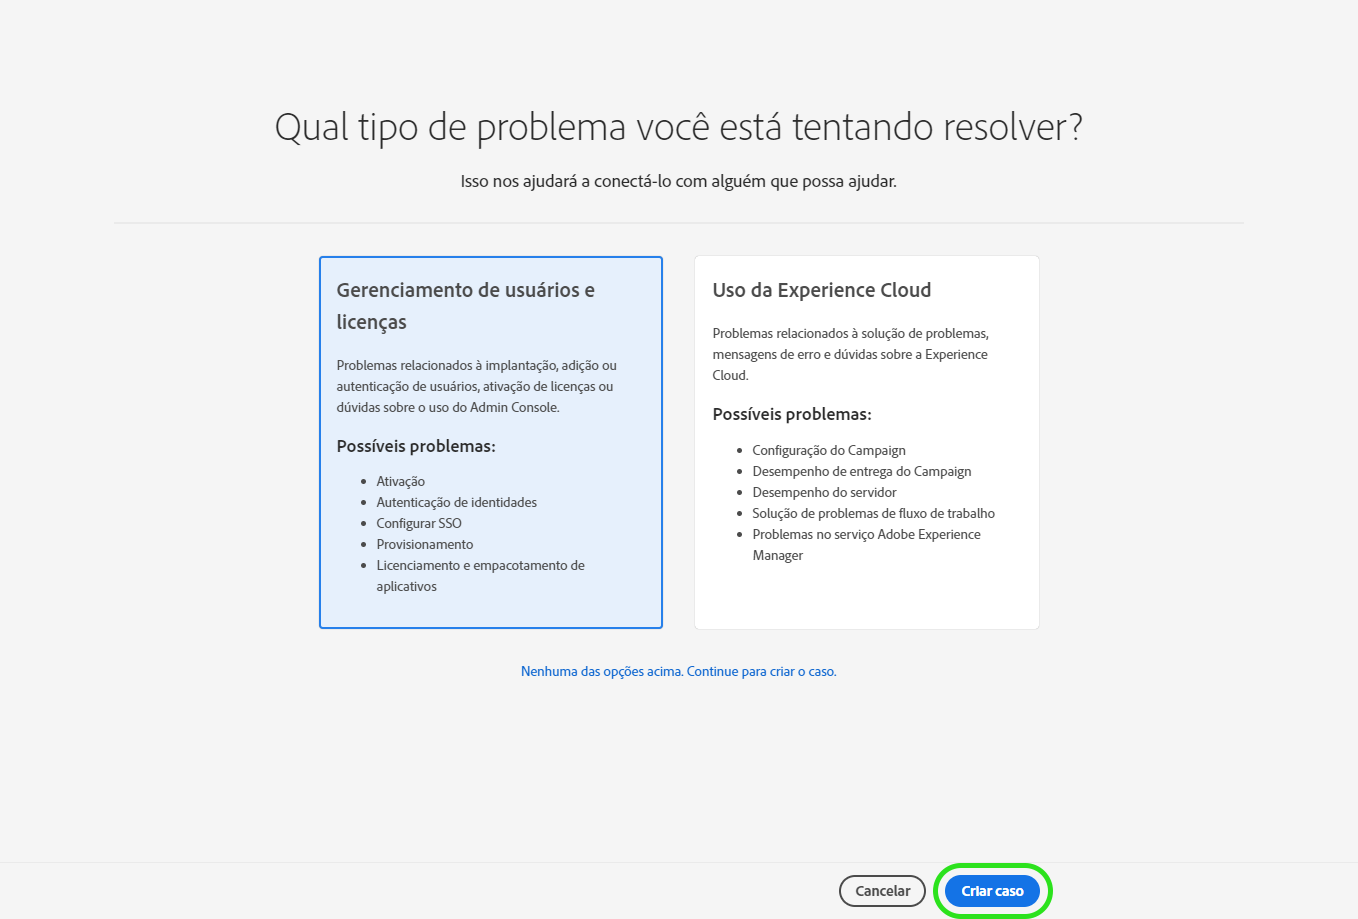 Qual tipo de problema você está tentando resolver?
Isso nos ajudará a conectá-lo com alguém que possa ajudar.
Gerenciamento de usuários e
licenças
Problemas relacionados à implantação, adição ou
autenticação de usuários, ativação de licenças ou
dúvidas sobre o uso do Admin Console.
Possíveis problemas:
Ativação
Autenticação de identidades
Configurar SSO
Provisionamento
Licenciamento e empacotamento de
aplicativos
Uso da Experience Cloud
Problemas relacionados à solução de problemas,
mensagens de erro e dúvidas sobre a Experience
Cloud.
Possíveis problemas:
Configuração do Campaign
Desempenho de entrega do Campaign
Desempenho do servidor
Solução de problemas de fluxo de trabalho
Problemas no serviço Adobe Experience
Manager
Nenhuma das opções acima. Continue para criar o caso.
Cancelar
Criar caso